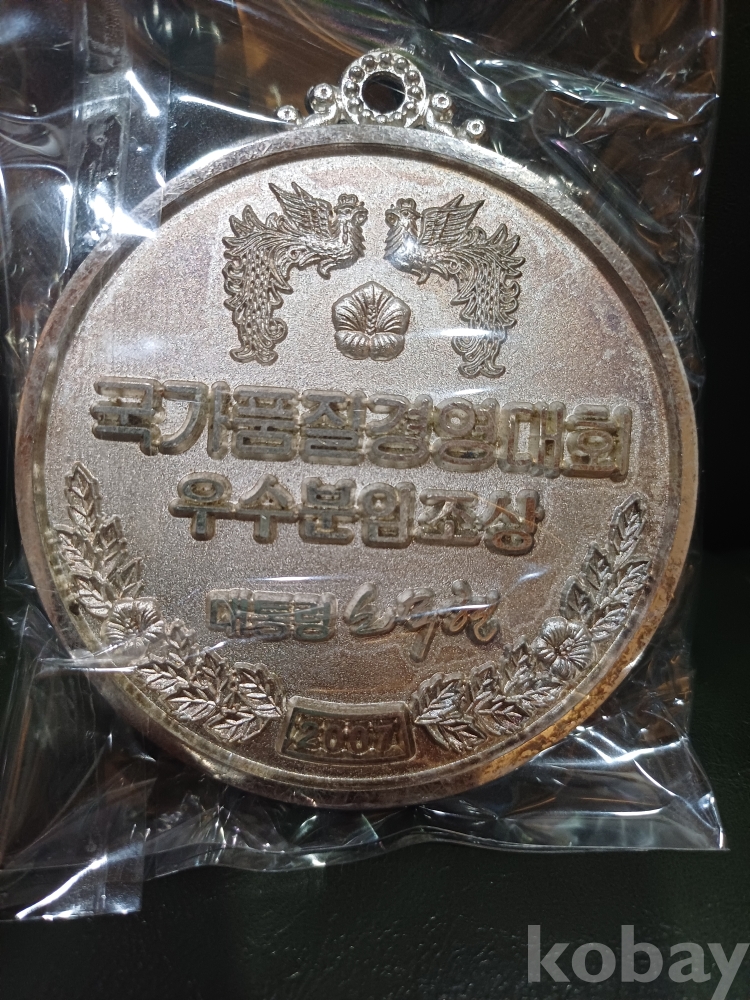 국가품질경영대회
우수분임조상
대통령 노무현
2007
kobay